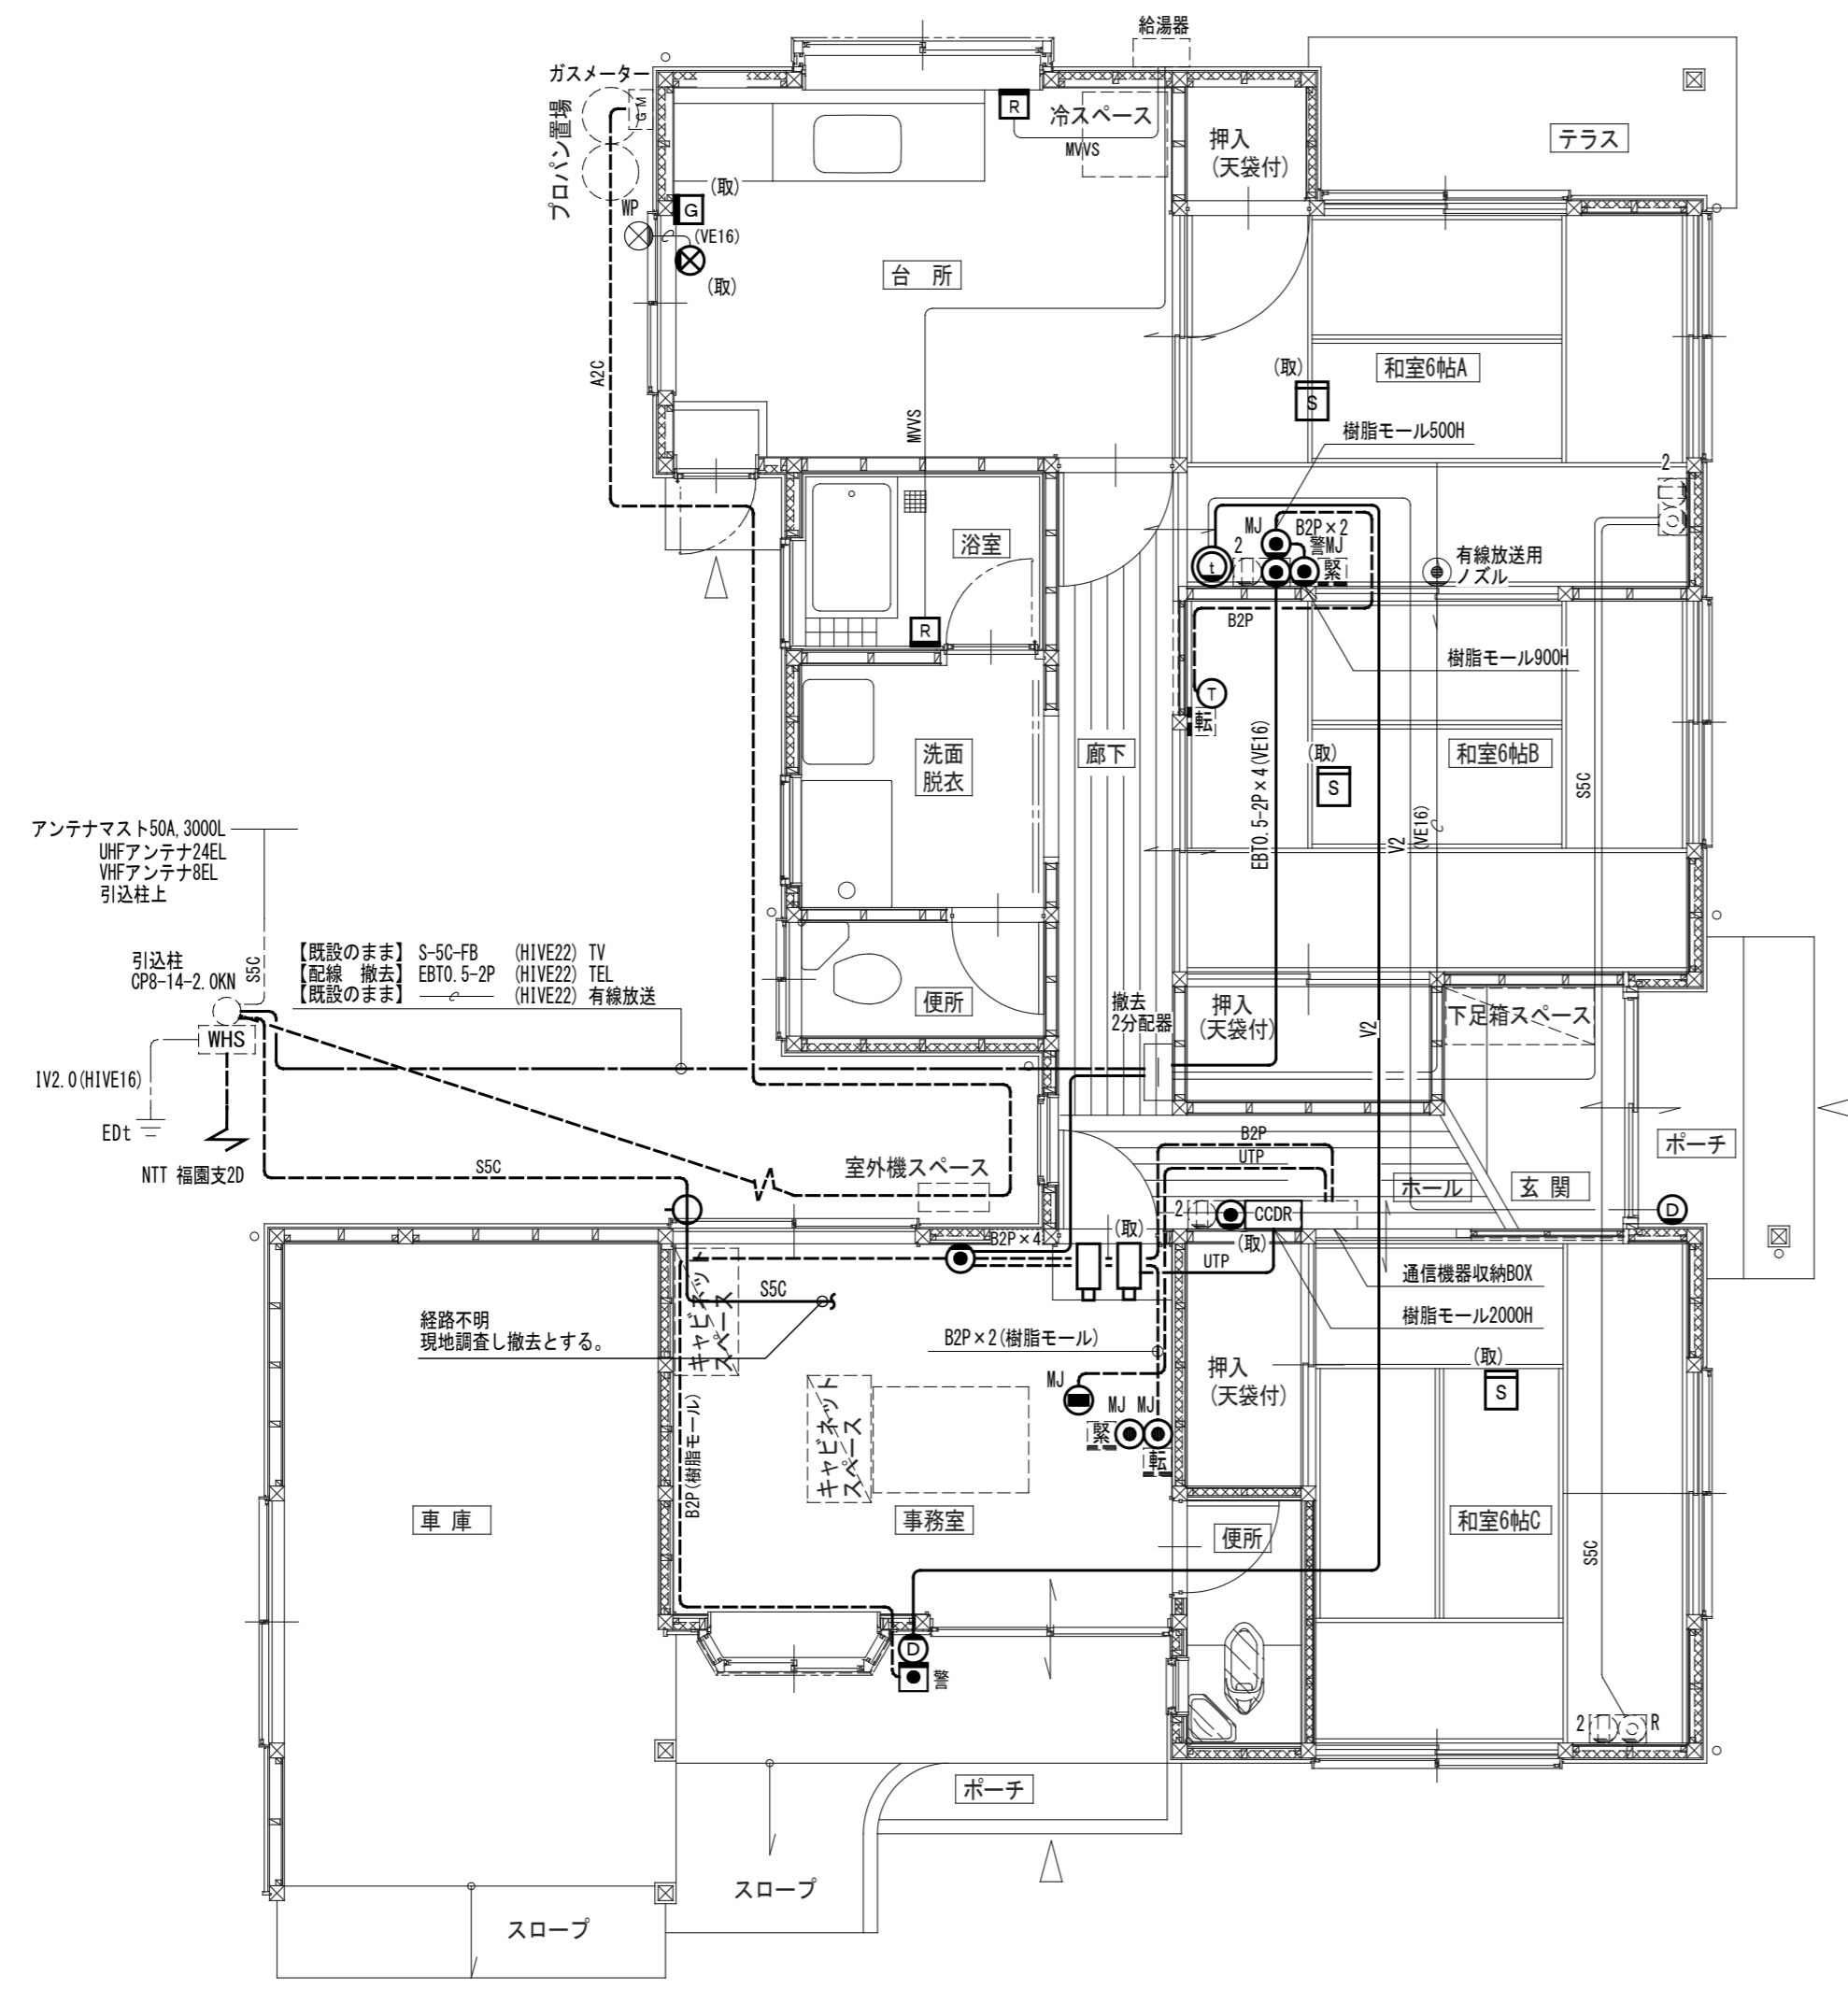 給湯器
ガスメーター
GM
プロパン置場
R
冷スペース
MVVS
押入
(天袋付)
テラス
(取)
G
WP
(VE16)
(取)
台 所
A2C
MVVS
和室6帖A
(取)
S
樹脂モール500H
2
浴室
MJ
B2P×2
警MJ
2
t
緊
有線放送用
ノズル
R
B2P
樹脂モール900H
T
転
洗面
脱衣
廊下
EBT0.5-2P×4(VE16)
(取)
S
和室6帖B
V2
(VE16)
S5C
アンテナマスト50A,3000L
UHFアンテナ24EL
VHFアンテナ8EL
引込柱上
引込柱
CP8-14-2.0KN
S5C
【既設のまま】 S-5C-FB (HIVE22) TV
【配線 撤去】 EBT0.5-2P (HIVE22) TEL
【既設のまま】 (HIVE22) 有線放送
便所
撤去
2分配器
押入
(天袋付)
下足箱スペース
V2
WHS
IV2.0(HIVE16)
EDt
NTT 福園支2D
S5C
室外機スペース
B2P
UTP
ホール
玄 関
ポーチ
2
CCDR
D
B2P×4
(取)
(取)
UTP
通信機器収納BOX
樹脂モール2000H
キャビネット
スペース
S5C
経路不明
現地調査し撤去とする。
B2P×2(樹脂モール)
MJ
MJ MJ
緊
転
押入
(天袋付)
(取)
S
キャビネット
スペース
B2P(樹脂モール)
車 庫
事務室
便所
和室6帖C
S5C
D
警
2
R
ポーチ
スロープ
スロープ